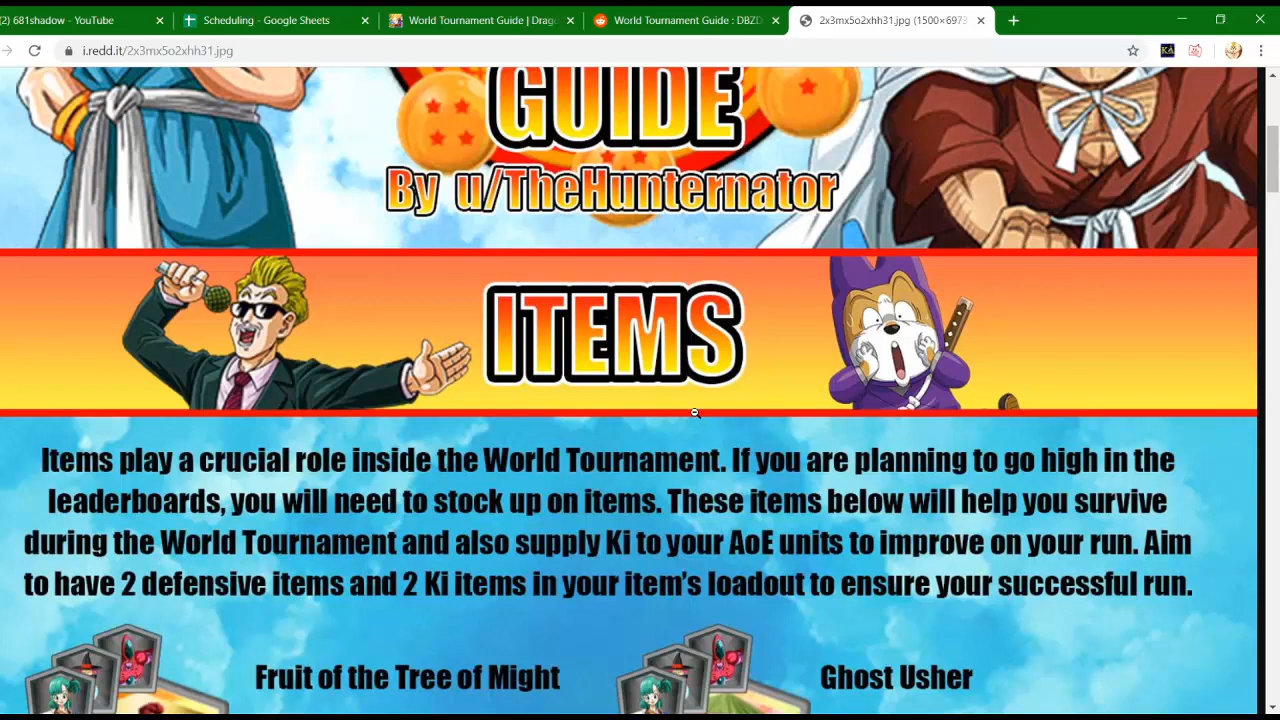 (2) 681shadow - YouTube
Scheduling - Google Sheets
World Tournament Guide | Drag
World Tournament Guide : DBZD
2x3mx5o2xhh31.jpg (1500×6973
i.redd.it/2x3mx5o2xhh31.jpg
KA
GUIDE
By u/TheHunternator
ITEMS
Items play a crucial role inside the World Tournament. If you are planning to go high in the
leaderboards, you will need to stock up on items. These items below will help you survive
during the World Tournament and also supply Ki to your AoE units to improve on your run. Aim
to have 2 defensive items and 2 Ki items in your item's loadout to ensure your successful run.
Fruit of the Tree of Might
Ghost Usher